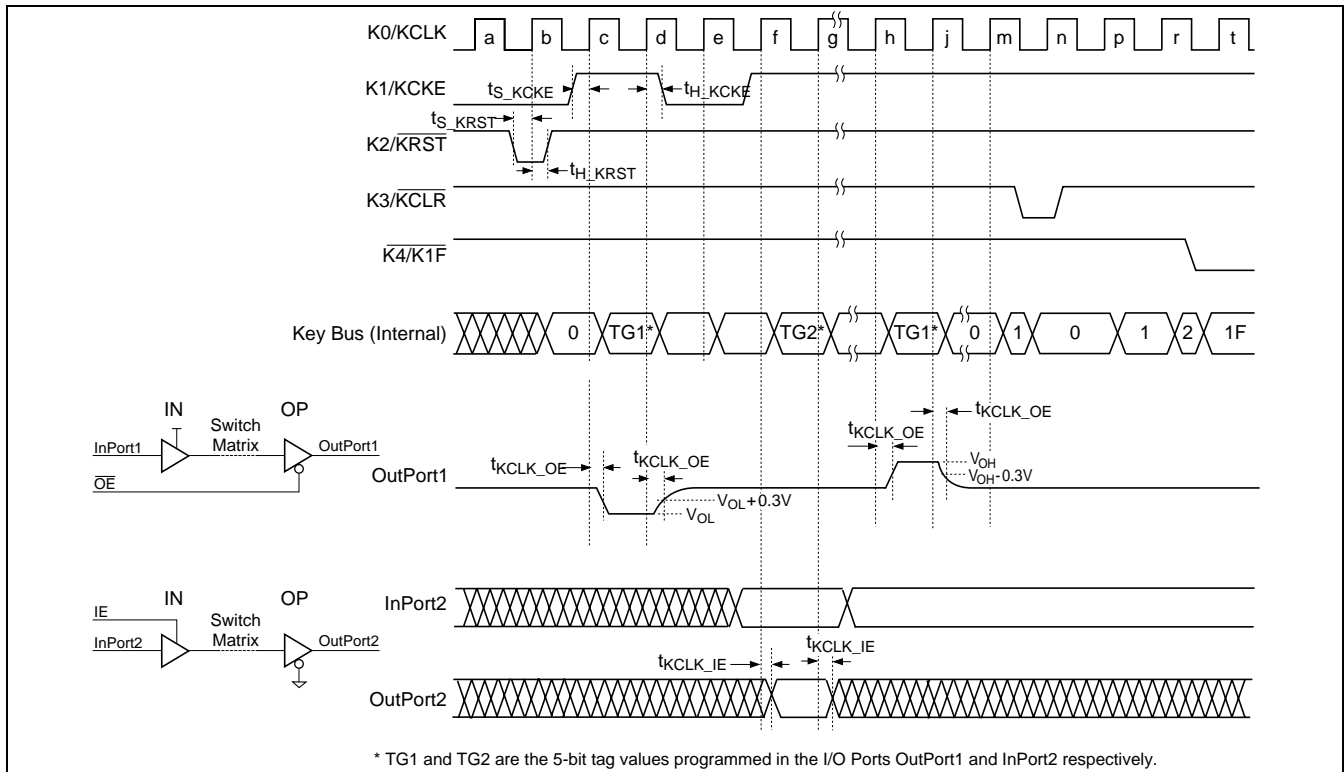 K0/KCLK a b c d e f g h j m n p r t
K1/KCKE tS_KCKE tH_KCKE
tS_KRST
K2/KRST
tH_KRST
K3/KCLR
K4/K1F
Key Bus (Internal) 0 TG1* TG2* TG1* 0 1 0 1 2 1F
IN OP
Switch
Matrix
InPort1 OutPort1
OE
OutPort1
tKCLK_OE tKCLK_OE tKCLK_OE tKCLK_OE
VOH
VOH-0.3V
VOL+0.3V
VOL
IN OP
IE
Switch
Matrix
InPort2 OutPort2
InPort2
tKCLK_IE tKCLK_IE
OutPort2
* TG1 and TG2 are the 5-bit tag values programmed in the I/O Ports OutPort1 and InPort2 respectively.